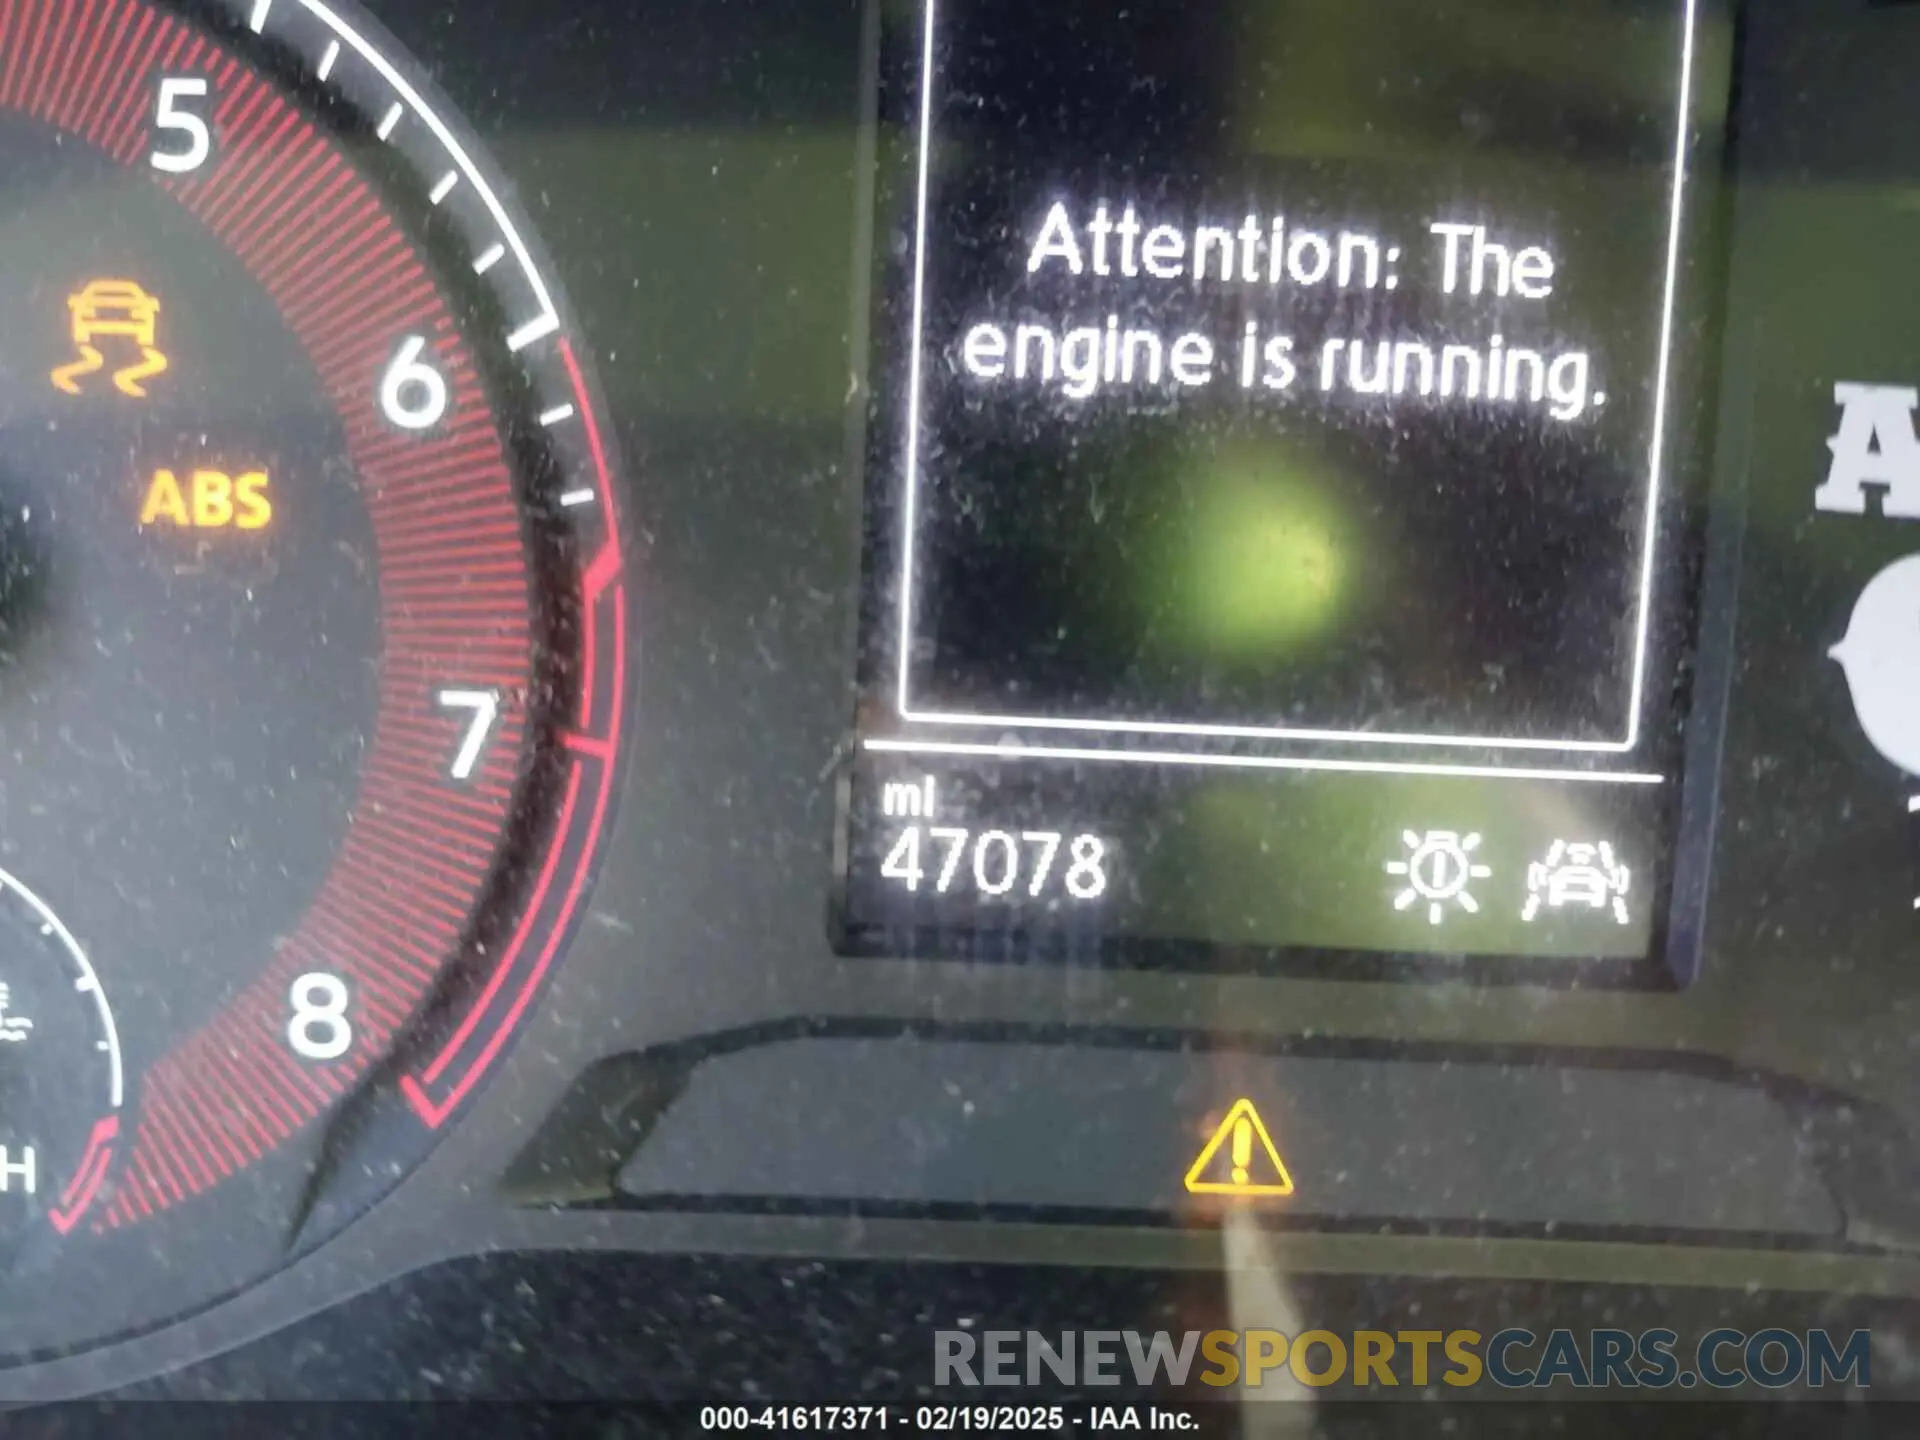 5
6
7
8
H
ABS
Attention: The
engine is running.
mi
47078
A
RENEWSPORTSCARS.COM
000-41617371 - 02/19/2025 - IAA Inc.